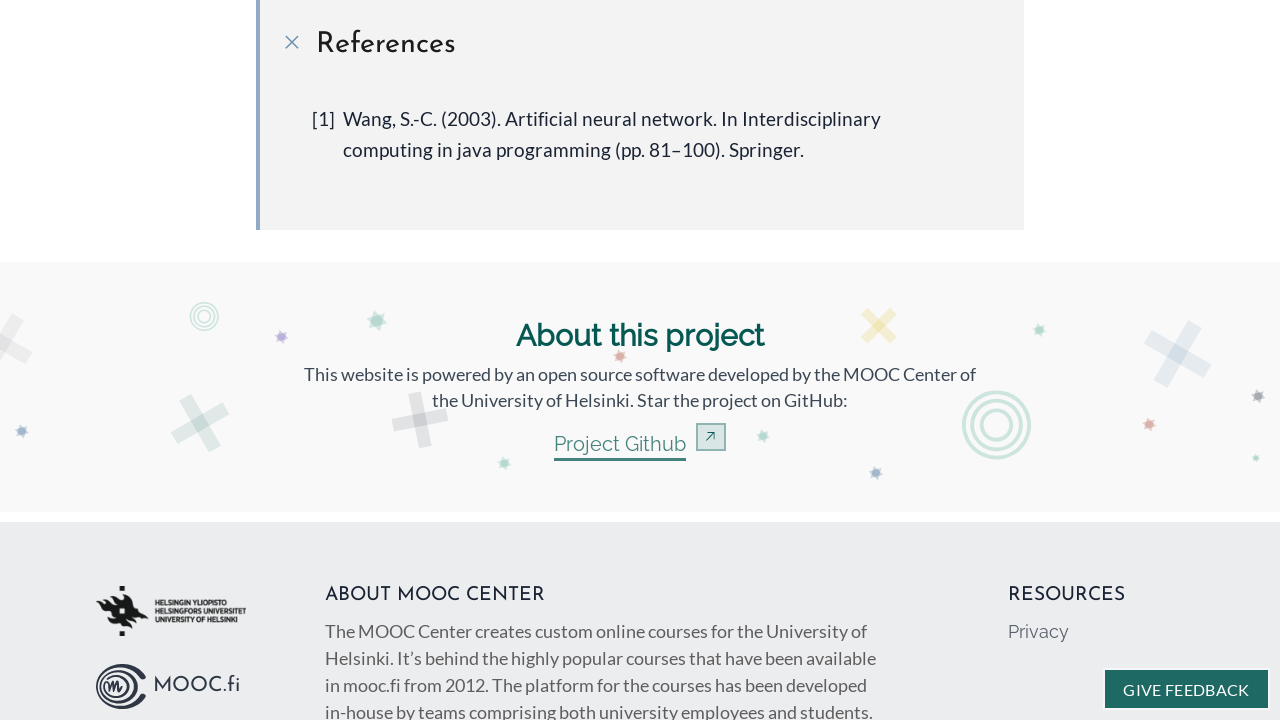 References
[1] Wang, S.-C. (2003). Artificial neural network. In Interdisciplinary
computing in java programming (pp. 81–100). Springer.
About this project
This website is powered by an open source software developed by the MOOC Center of
the University of Helsinki. Star the project on GitHub:
Project Github
HELSINGIN YLIOPISTO
HELSINGFORS UNIVERSITET
UNIVERSITY OF HELSINKI
MOOC.fi
ABOUT MOOC CENTER
The MOOC Center creates custom online courses for the University of
Helsinki. It’s behind the highly popular courses that have been available
in mooc.fi from 2012. The platform for the courses has been developed
in-house by teams comprising both university employees and students.
RESOURCES
Privacy
GIVE FEEDBACK